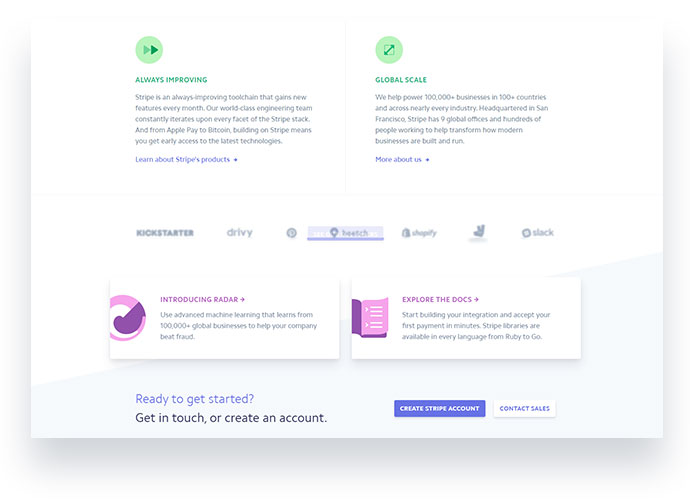 ALWAYS IMPROVING
Stripe is an always-improving toolchain that gains new
features every month. Our world-class engineering team
constantly iterates upon every facet of the Stripe stack.
And from Apple Pay to Bitcoin, building on Stripe means
you get early access to the latest technologies.
Learn about Stripe's products
GLOBAL SCALE
We help power 100,000+ businesses in 100+ countries
and across nearly every industry. Headquartered in San
Francisco, Stripe has 9 global offices and hundreds of
people working to help transform how modern
businesses are built and run.
More about us
KICKSTARTER drivy heetch shopify slack
INTRODUCING RADAR →
Use advanced machine learning that learns from
100,000+ global businesses to help your company
beat fraud.
EXPLORE THE DOCS →
Start building your integration and accept your
first payment in minutes. Stripe libraries are
available in every language from Ruby to Go.
Ready to get started?
Get in touch, or create an account.
CREATE STRIPE ACCOUNT
CONTACT SALES